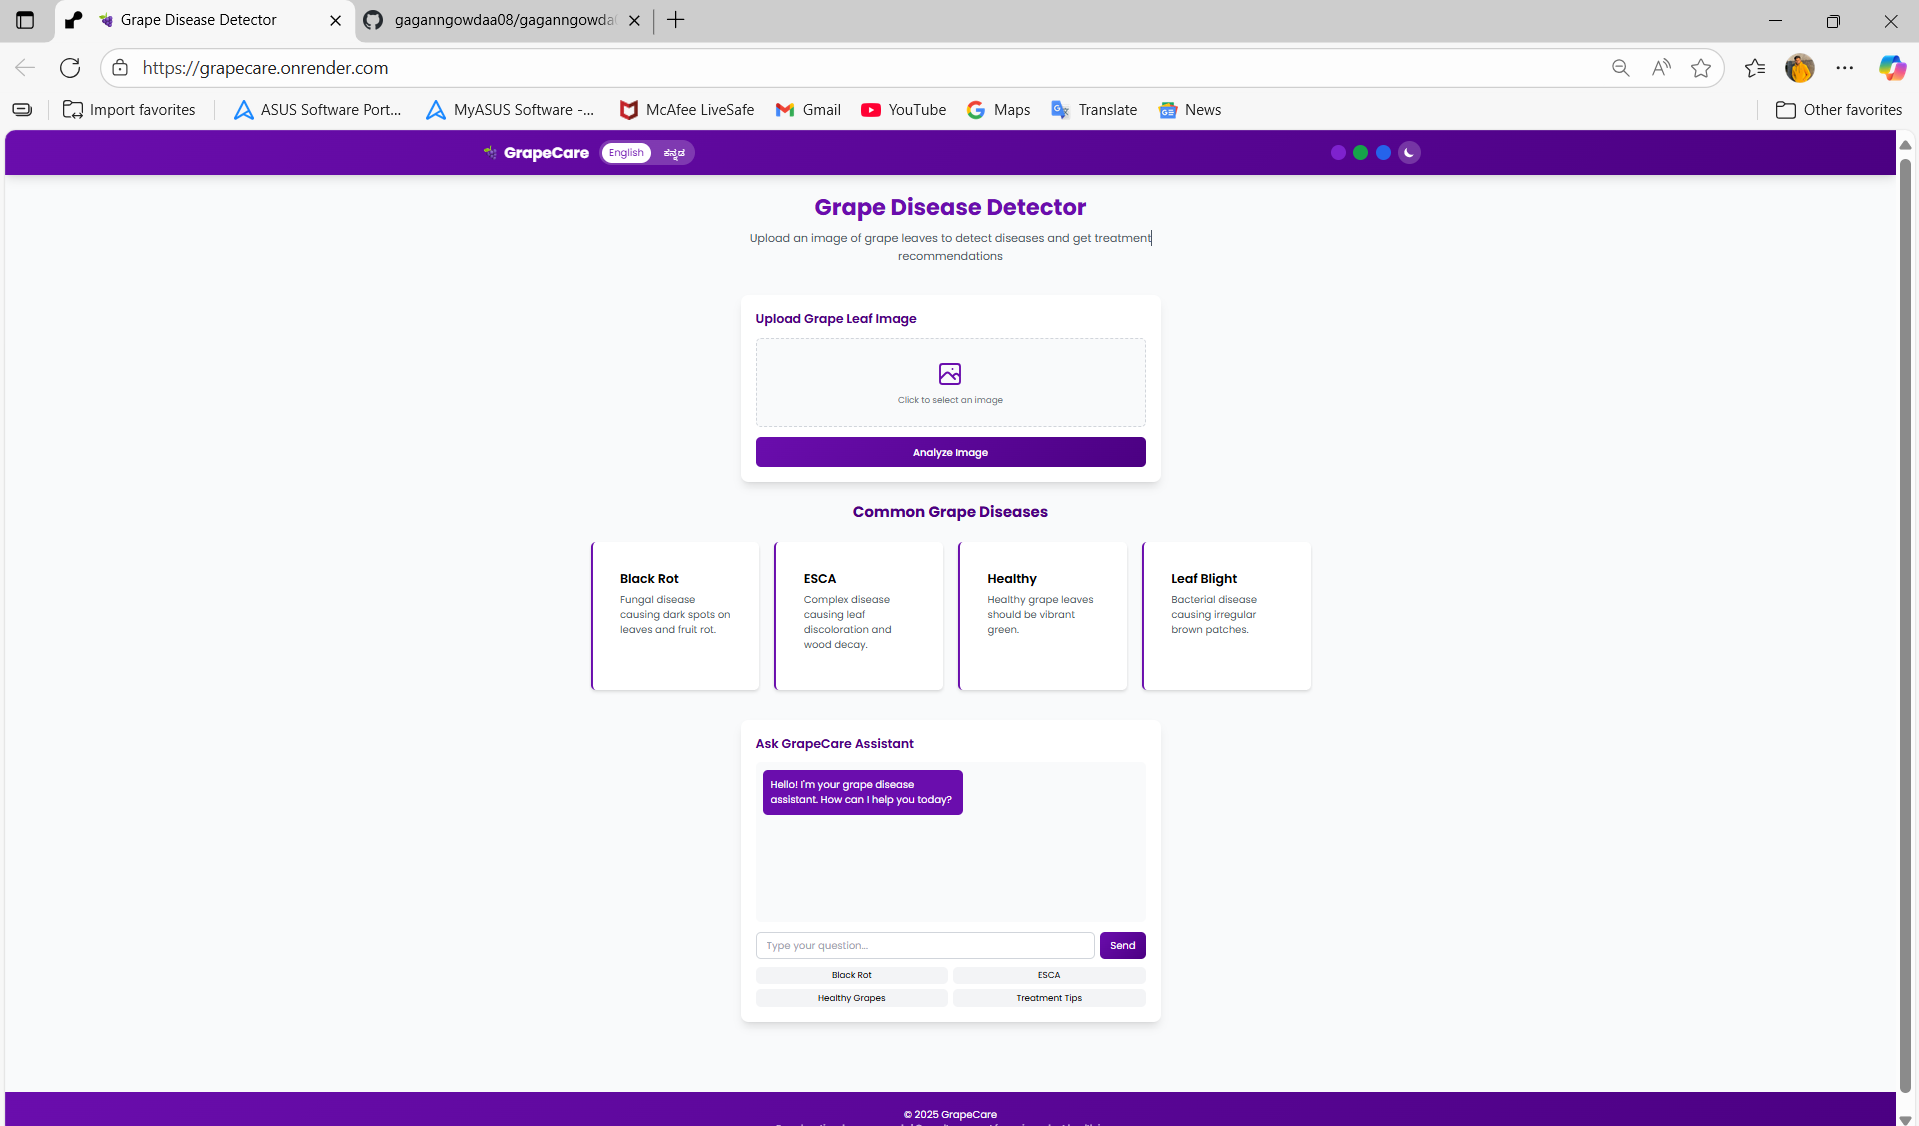 Grape Disease Detector
gaganngowdaa08/gaganngowda
https://grapecare.onrender.com
Import favorites
ASUS Software Port...
MyASUS Software -...
McAfee LiveSafe
Gmail
YouTube
Maps
Translate
News
Other favorites
GrapeCare
English
ಕನ್ನಡ
Grape Disease Detector
Upload an image of grape leaves to detect diseases and get treatment
recommendations
Upload Grape Leaf Image
Click to select an image
Analyze Image
Common Grape Diseases
Black Rot
Fungal disease
causing dark spots on
leaves and fruit rot.
ESCA
Complex disease
causing leaf
discoloration and
wood decay.
Healthy
Healthy grape leaves
should be vibrant
green.
Leaf Blight
Bacterial disease
causing irregular
brown patches.
Ask GrapeCare Assistant
Hello! I'm your grape disease
assistant. How can I help you today?
Type your question...
Send
Black Rot
ESCA
Healthy Grapes
Treatment Tips
© 2025 GrapeCare